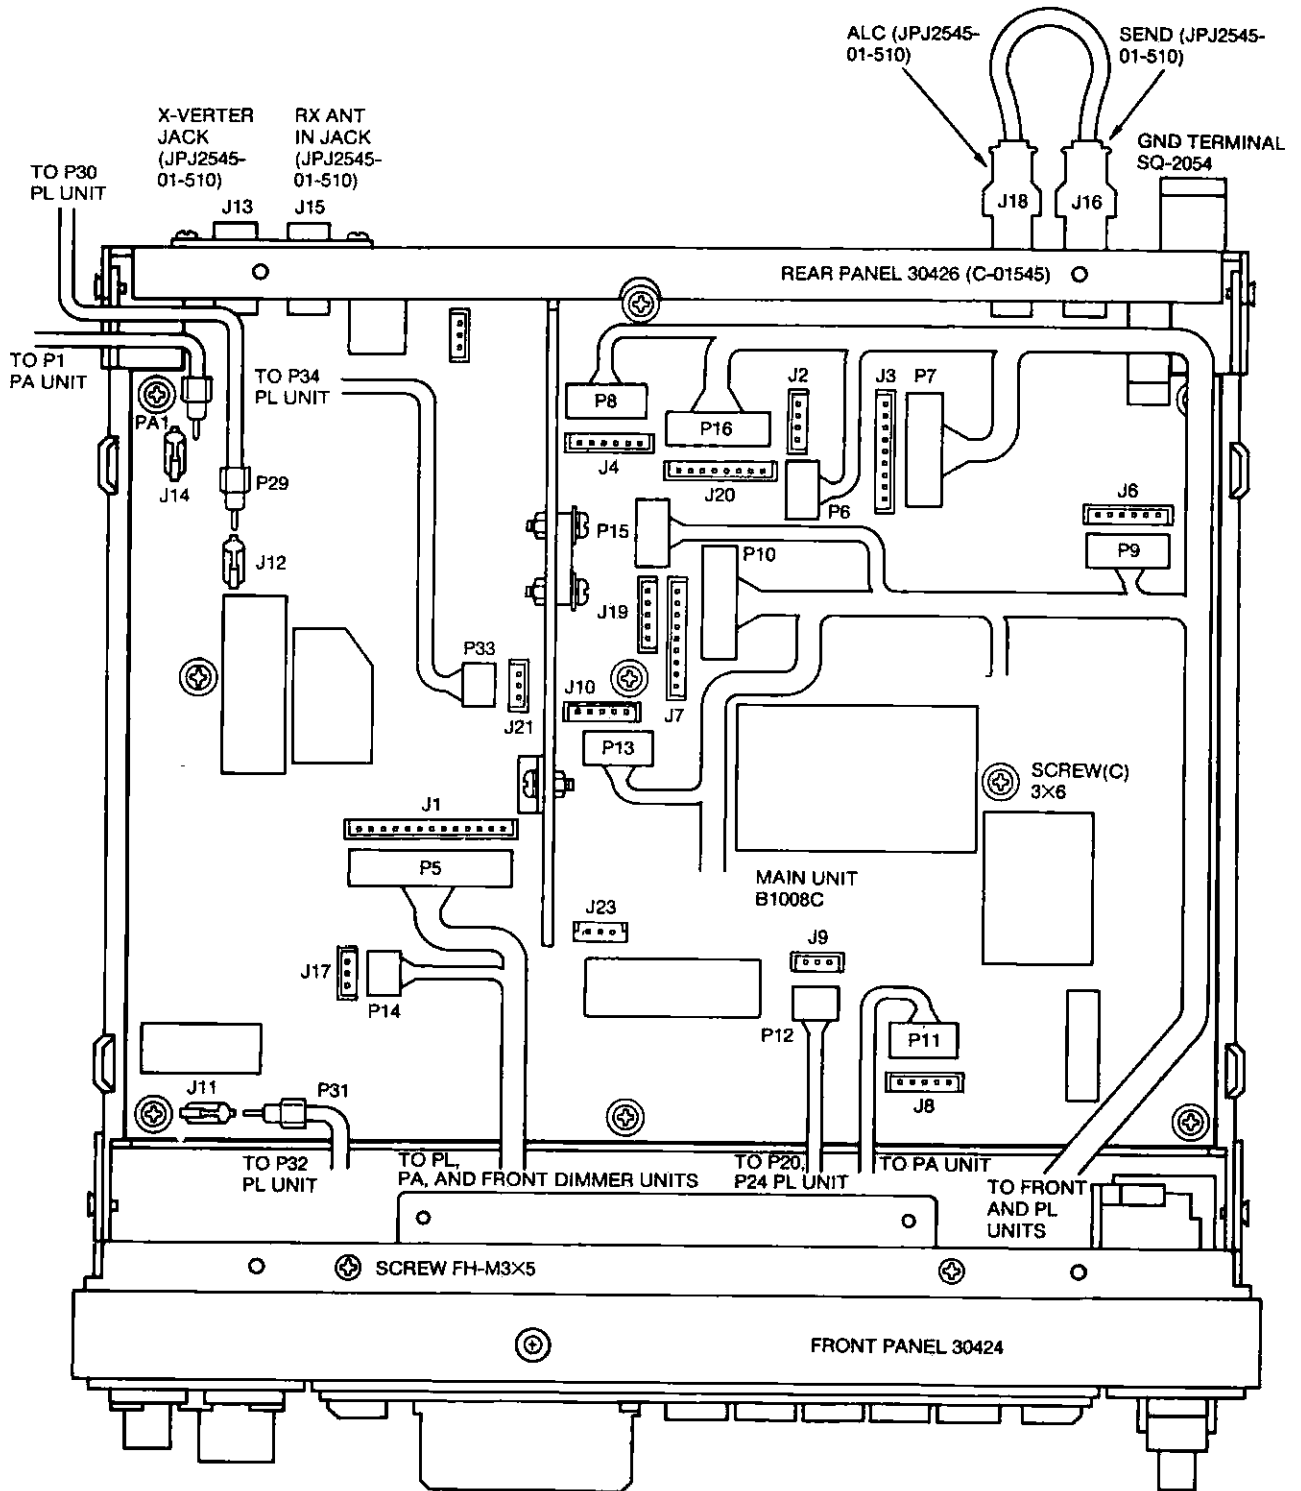 ALC (JPJ2545-
01-510)
SEND (JPJ2545-
01-510)
X-VERTER
JACK
(JPJ2545-
01-510)
RX ANT
IN JACK
(JPJ2545-
01-510)
GND TERMINAL
SQ-2054
TO P30
PL UNIT
J13
J15
J18
J16
REAR PANEL 30426 (C-01545)
TO P1
PA UNIT
TO P34
PL UNIT
PA1
J14
P29
J12
P8
J4
P16
J20
J2
P6
J3
P7
J6
P9
P15
P10
J19
J7
P33
J21
J10
P13
SCREW(C)
3×6
J1
P5
MAIN UNIT
B1008C
J23
J9
J17
P14
P12
P11
J8
J11
P31
TO P32
PL UNIT
TO PL,
PA, AND FRONT DIMMER UNITS
TO P20,
P24 PL UNIT
TO PA UNIT
TO FRONT
AND PL
UNITS
SCREW FH-M3×5
FRONT PANEL 30424